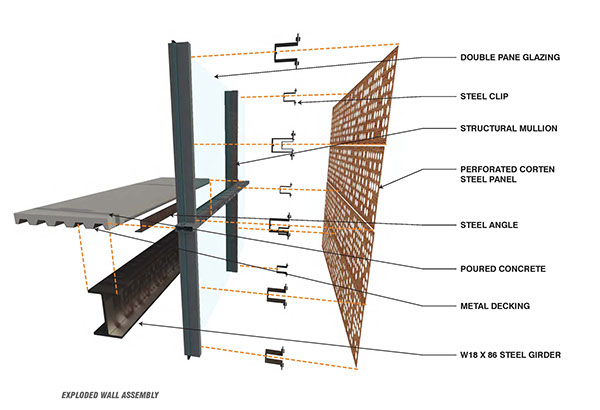 DOUBLE PANE GLAZING
STEEL CLIP
STRUCTURAL MULLION
PERFORATED CORTEN
STEEL PANEL
STEEL ANGLE
POURED CONCRETE
METAL DECKING
W18 X 86 STEEL GIRDER
EXPLODED WALL ASSEMBLY